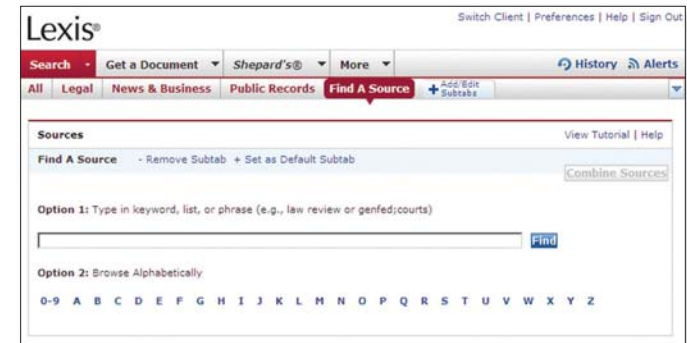 Switch Client | Preferences | Help | Sign Out
Lexis®
Search Get a Document Shepard's® More History Alerts
All Legal News & Business Public Records Find A Source + Add/Edit Subtabs
Sources View Tutorial | Help
Find A Source - Remove Subtab + Set as Default Subtab
Combine Sources
Option 1: Type in keyword, list, or phrase (e.g., law review or genfed;courts)
Find
Option 2: Browse Alphabetically
0-9 A B C D E F G H I J K L M N O P Q R S T U V W X Y Z